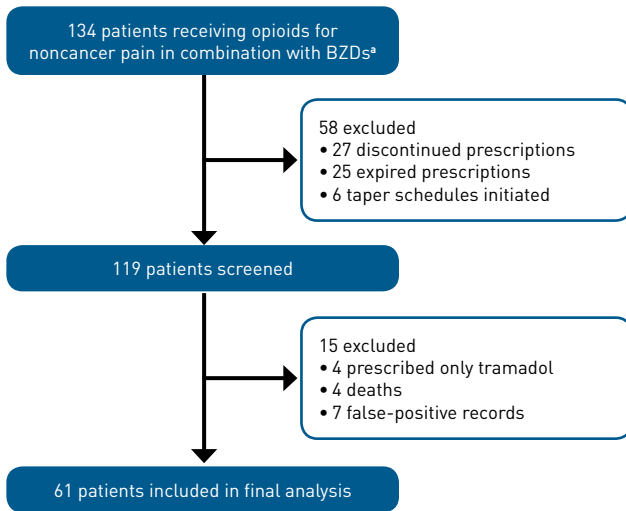 134 patients receiving opioids for
noncancer pain in combination with BZDsᵃ
58 excluded
• 27 discontinued prescriptions
• 25 expired prescriptions
• 6 taper schedules initiated
119 patients screened
15 excluded
• 4 prescribed only tramadol
• 4 deaths
• 7 false-positive records
61 patients included in final analysis